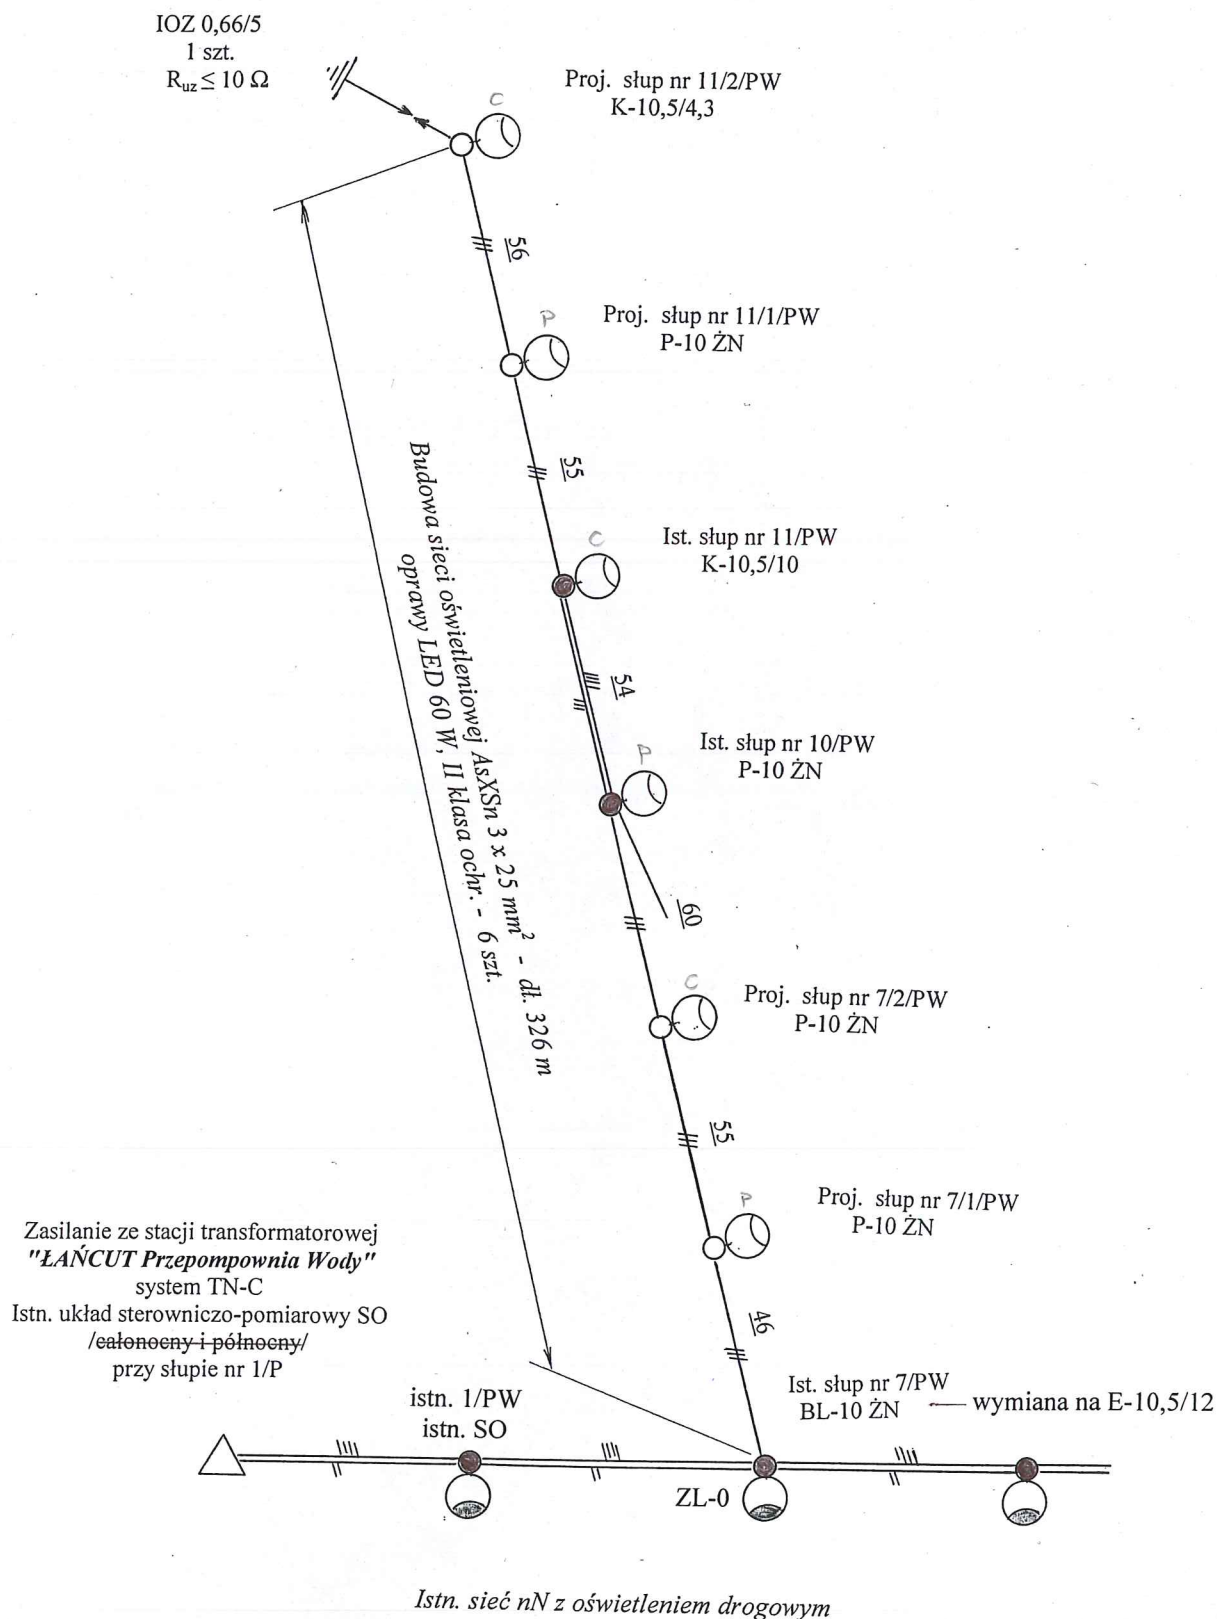 IOZ 0,66/5
1 szt.
Ruz ≤ 10 Ω
Proj. słup nr 11/2/PW
K-10,5/4,3
C
56
Proj. słup nr 11/1/PW
P-10 ŻN
P
55
Ist. słup nr 11/PW
K-10,5/10
C
54
Ist. słup nr 10/PW
P-10 ŻN
P
60
Budowa sieci oświetleniowej AsXSn 3 x 25 mm² - dł. 326 m
oprawy LED 60 W, II klasa ochr. - 6 szt.
Proj. słup nr 7/2/PW
P-10 ŻN
C
55
Proj. słup nr 7/1/PW
P-10 ŻN
P
46
Zasilanie ze stacji transformatorowej
"ŁAŃCUT Przepompownia Wody"
system TN-C
Istn. układ sterowniczo-pomiarowy SO
/całonocny i północny/
przy słupie nr 1/P
istn. 1/PW
istn. SO
Ist. słup nr 7/PW
BL-10 ŻN — wymiana na E-10,5/12
ZL-0
Istn. sieć nN z oświetleniem drogowym